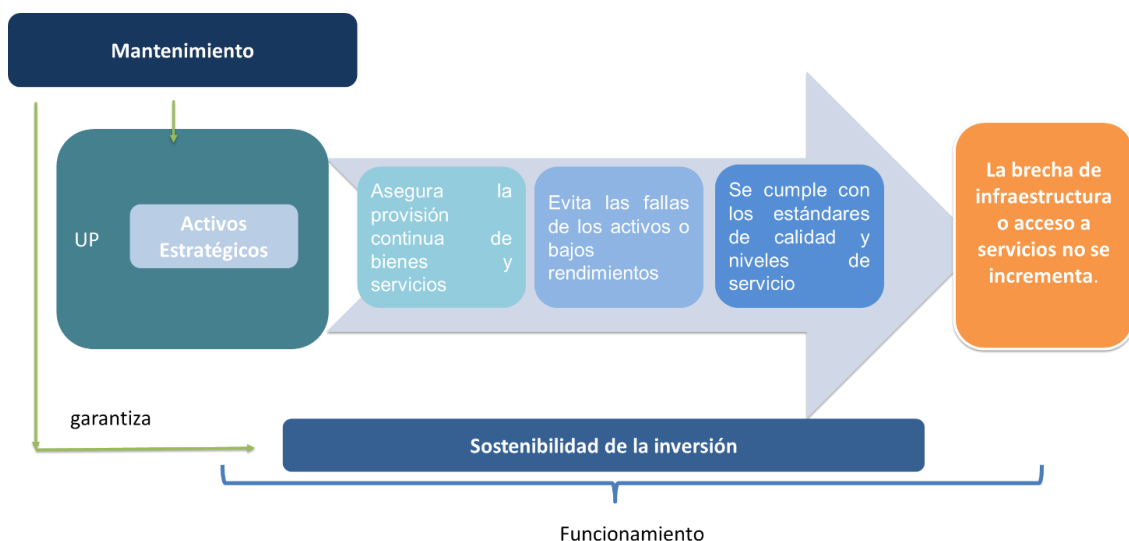 Mantenimiento
UP
Activos
Estratégicos
Asegura la
provisión
continua de
bienes y
servicios
Evita las fallas
de los activos o
bajos
rendimientos
Se cumple con
los estándares
de calidad y
niveles de
servicio
La brecha de
infraestructura
o acceso a
servicios no se
incrementa.
garantiza
Sostenibilidad de la inversión
Funcionamiento